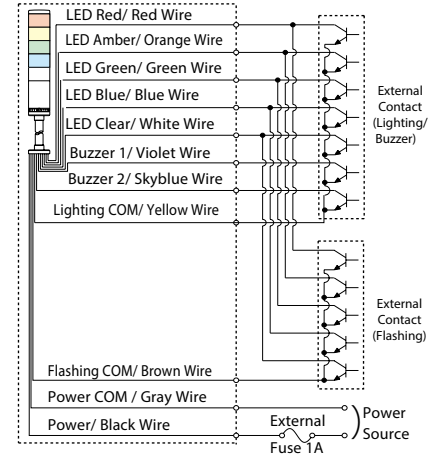 LED Red/ Red Wire
LED Amber/ Orange Wire
LED Green/ Green Wire
LED Blue/ Blue Wire
LED Clear/ White Wire
Buzzer 1/ Violet Wire
Buzzer 2/ Skyblue Wire
Lighting COM/ Yellow Wire
External
Contact
(Lighting/
Buzzer)
External
Contact
(Flashing)
Flashing COM/ Brown Wire
Power COM / Gray Wire
Power/ Black Wire
External
Fuse 1A
Power
Source